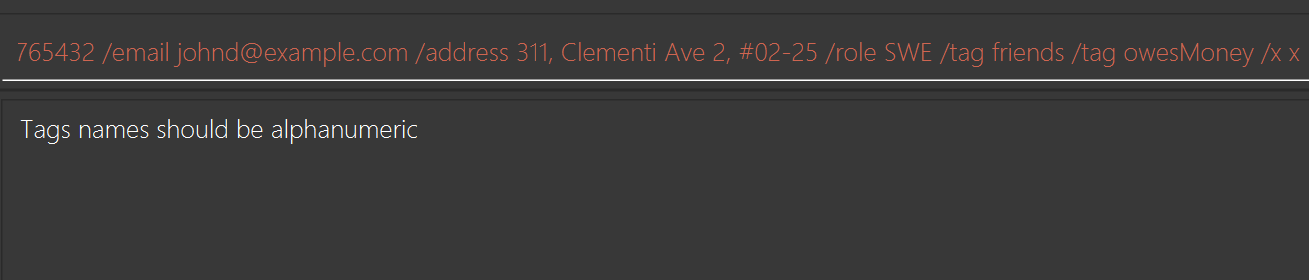 765432 /email johnd@example.com /address 311, Clementi Ave 2, #02-25 /role SWE /tag friends /tag owesMoney /x x
Tags names should be alphanumeric